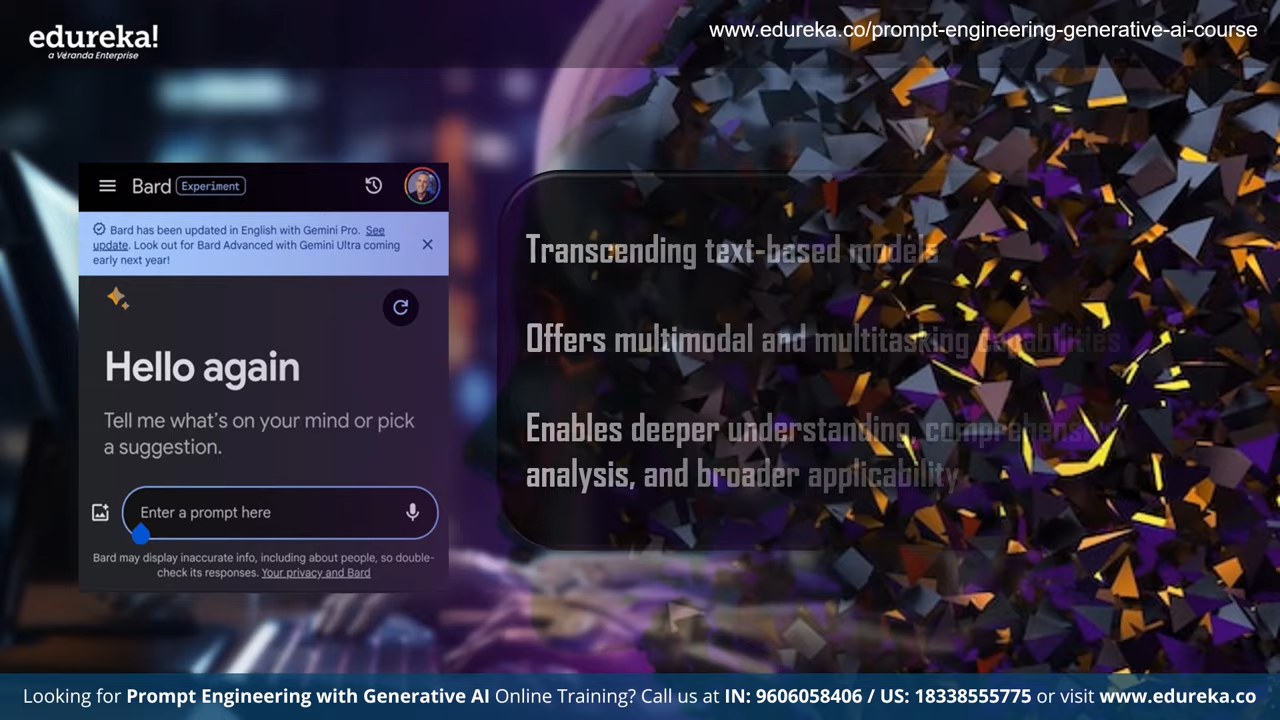 edureka!
a Veranda Enterprise
www.edureka.co/prompt-engineering-generative-ai-course
Bard Experiment
Bard has been updated in English with Gemini Pro. See
update. Look out for Bard Advanced with Gemini Ultra coming
early next year!
Hello again
Tell me what's on your mind or pick
a suggestion.
Enter a prompt here
Bard may display inaccurate info, including about people, so double-
check its responses. Your privacy and Bard
Transcending text-based models
Offers multimodal and multitasking capabilities
Enables deeper understanding,
analysis, and broader applicability
Looking for Prompt Engineering with Generative AI Online Training? Call us at IN: 9606058406 / US: 18338555775 or visit www.edureka.co